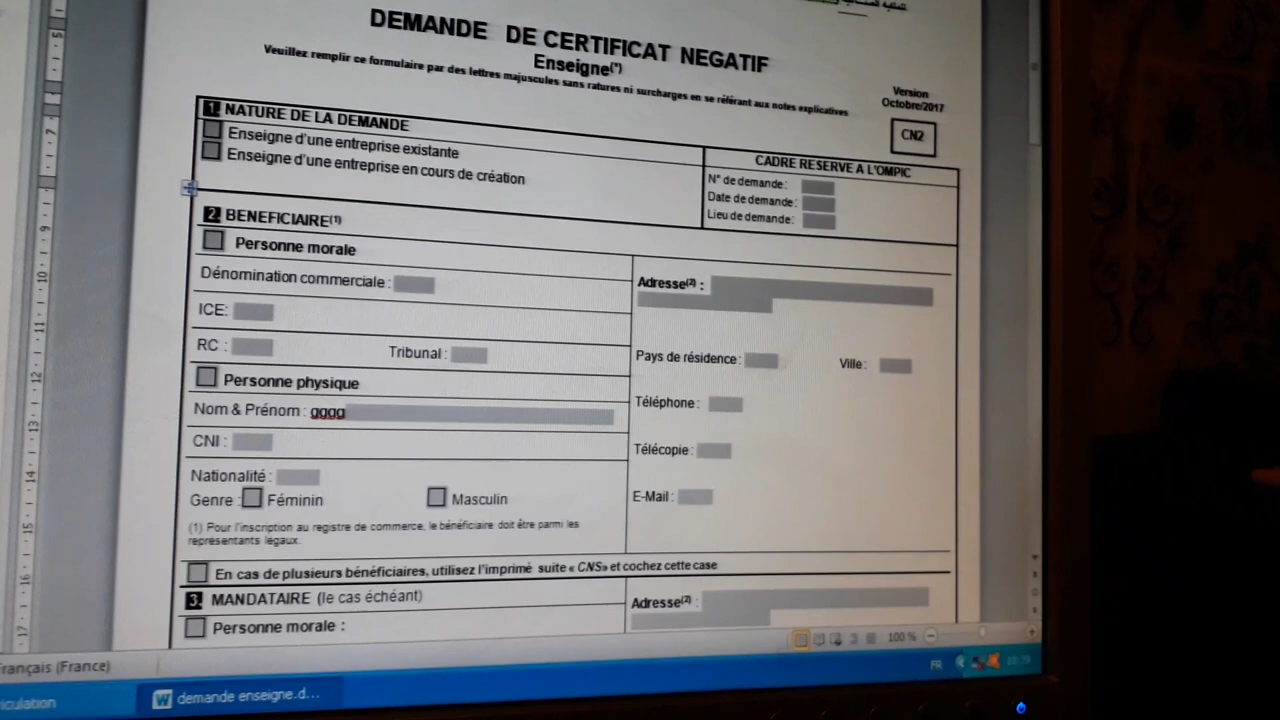 DEMANDE DE CERTIFICAT NEGATIF
Enseigne(*)
Veuillez remplir ce formulaire par des lettres majuscules sans ratures ni surcharges en se référant aux notes explicatives
Version
Octobre/2017
CN2
1. NATURE DE LA DEMANDE
Enseigne d'une entreprise existante
Enseigne d'une entreprise en cours de création
CADRE RESERVE A L'OMPIC
N° de demande :
Date de demande :
Lieu de demande :
2. BENEFICIAIRE(1)
Personne morale
Dénomination commerciale :
ICE:
RC : Tribunal :
Personne physique
Nom & Prénom : gggg
CNI :
Nationalité :
Genre : Féminin Masculin
(1) Pour l'inscription au registre de commerce, le bénéficiaire doit être parmi les
représentants légaux.
Adresse(2) :
Pays de résidence : Ville :
Téléphone :
Télécopie :
E-Mail :
En cas de plusieurs bénéficiaires, utilisez l'imprimé suite « CNS» et cochez cette case
3. MANDATAIRE (le cas échéant)
Personne morale :
Adresse(2) :
100 %
Français (France)
FR
demande enseigne.d...